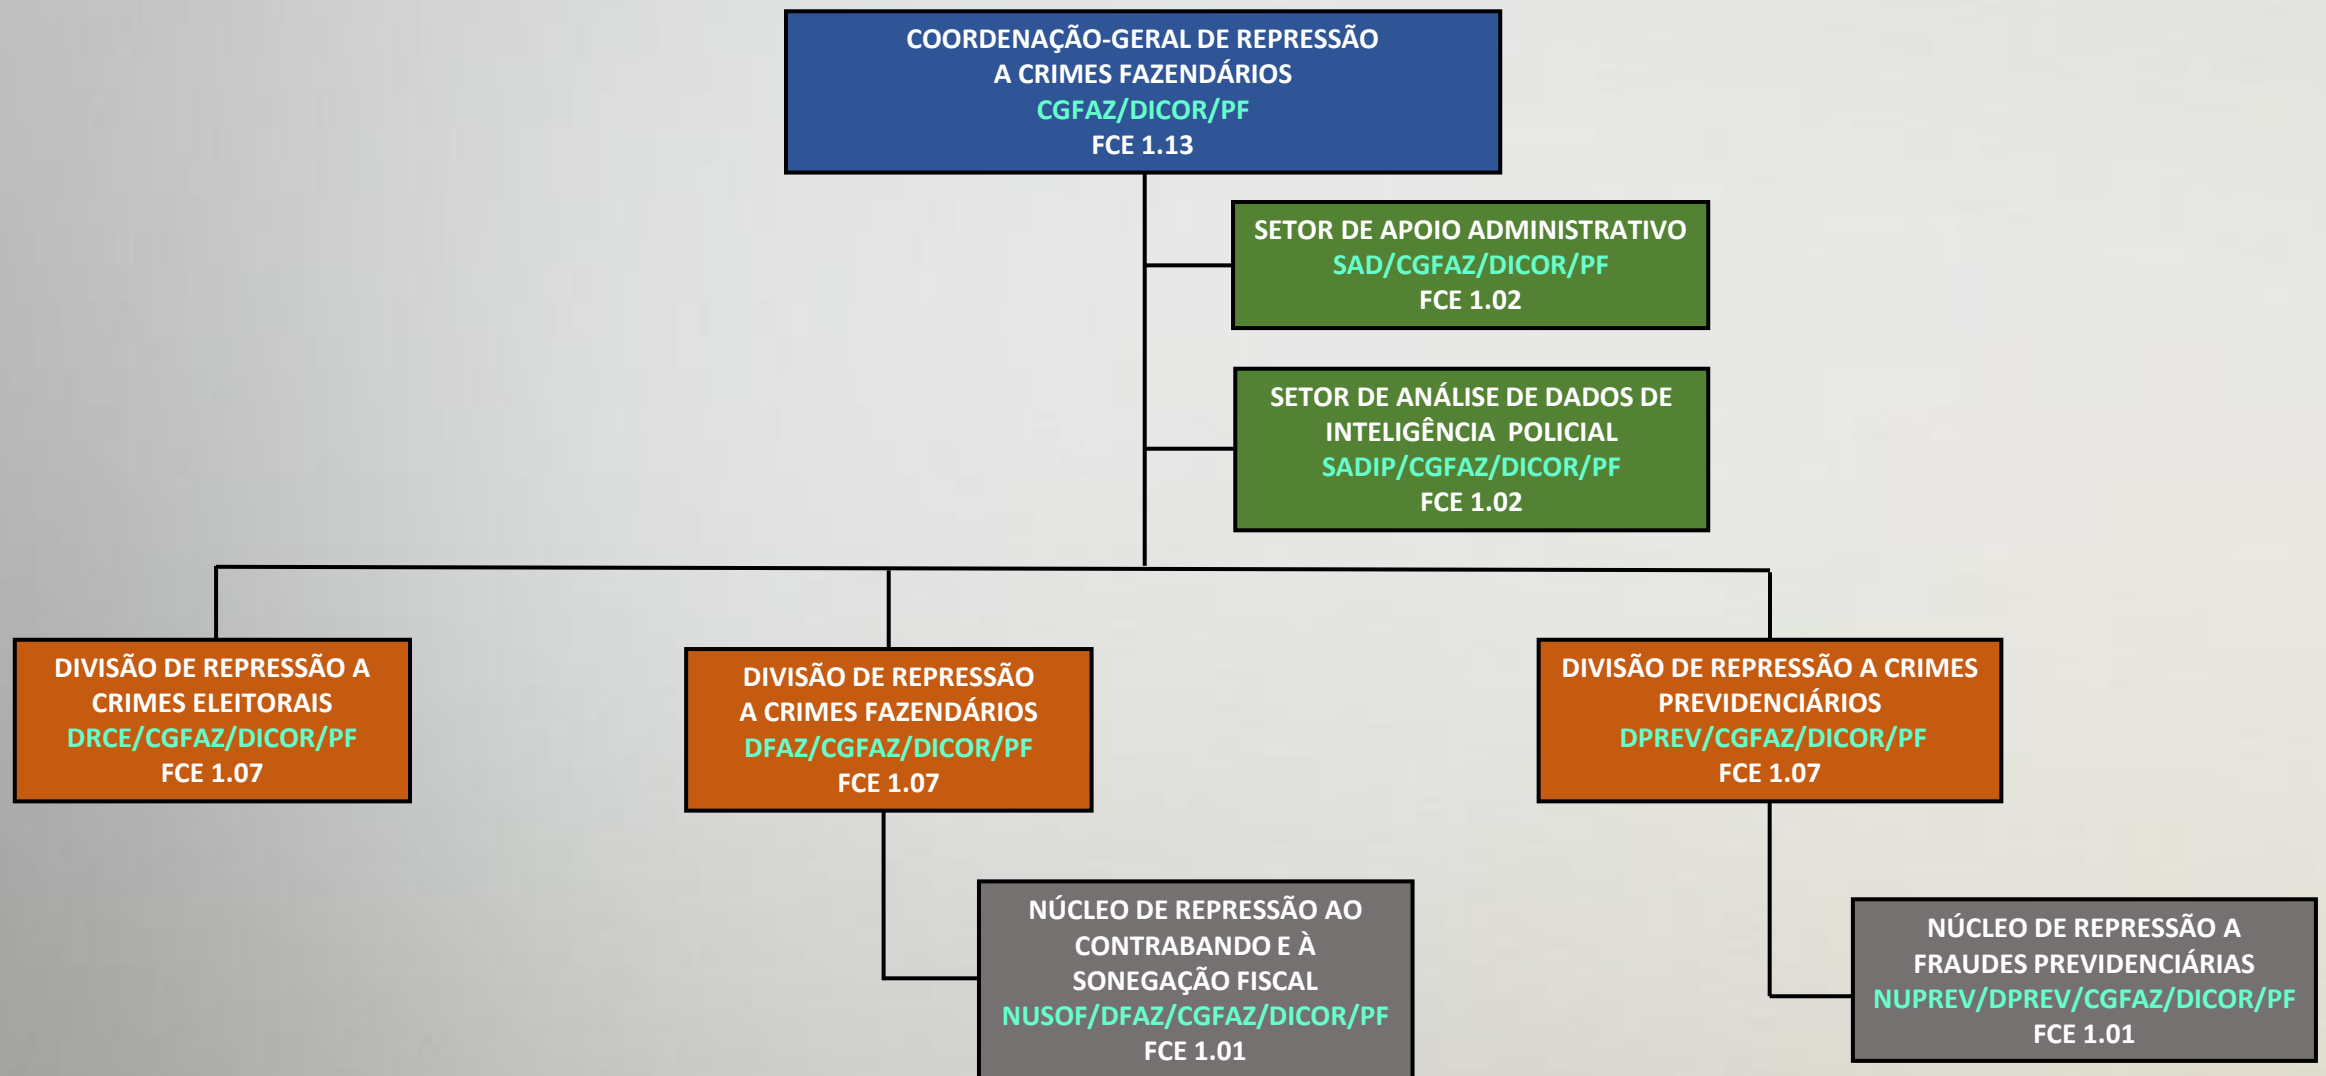 COORDENAÇÃO-GERAL DE REPRESSÃO
A CRIMES FAZENDÁRIOS
CGFAZ/DICOR/PF
FCE 1.13
SETOR DE APOIO ADMINISTRATIVO
SAD/CGFAZ/DICOR/PF
FCE 1.02
SETOR DE ANÁLISE DE DADOS DE
INTELIGÊNCIA POLICIAL
SADIP/CGFAZ/DICOR/PF
FCE 1.02
DIVISÃO DE REPRESSÃO A
CRIMES ELEITORAIS
DRCE/CGFAZ/DICOR/PF
FCE 1.07
DIVISÃO DE REPRESSÃO
A CRIMES FAZENDÁRIOS
DFAZ/CGFAZ/DICOR/PF
FCE 1.07
DIVISÃO DE REPRESSÃO A CRIMES
PREVIDENCIÁRIOS
DPREV/CGFAZ/DICOR/PF
FCE 1.07
NÚCLEO DE REPRESSÃO AO
CONTRABANDO E À
SONEGAÇÃO FISCAL
NUSOF/DFAZ/CGFAZ/DICOR/PF
FCE 1.01
NÚCLEO DE REPRESSÃO A
FRAUDES PREVIDENCIÁRIAS
NUPREV/DPREV/CGFAZ/DICOR/PF
FCE 1.01